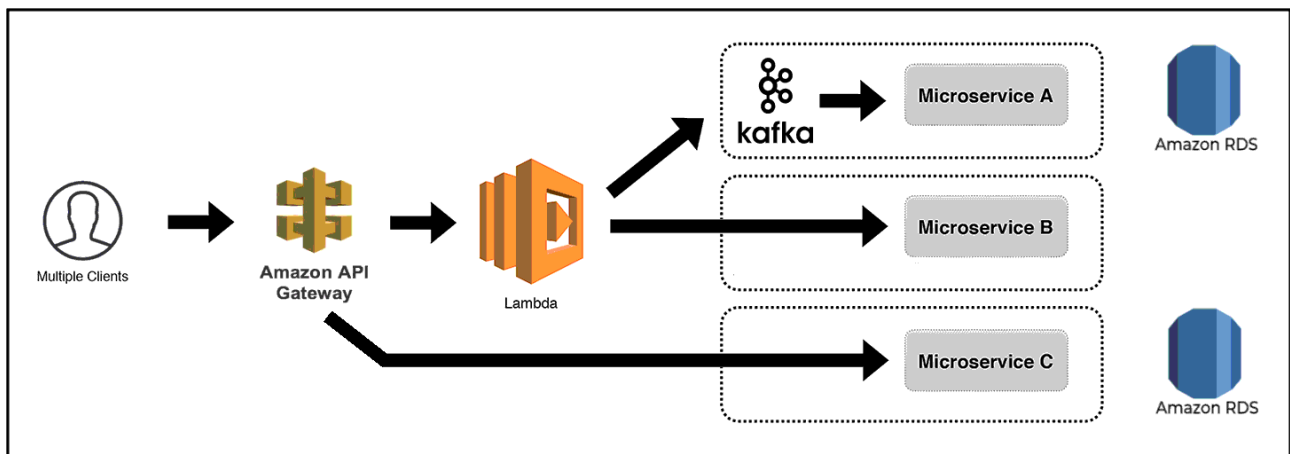 kafka
Microservice A
Amazon RDS
Multiple Clients
Amazon API
Gateway
Lambda
Microservice B
Microservice C
Amazon RDS